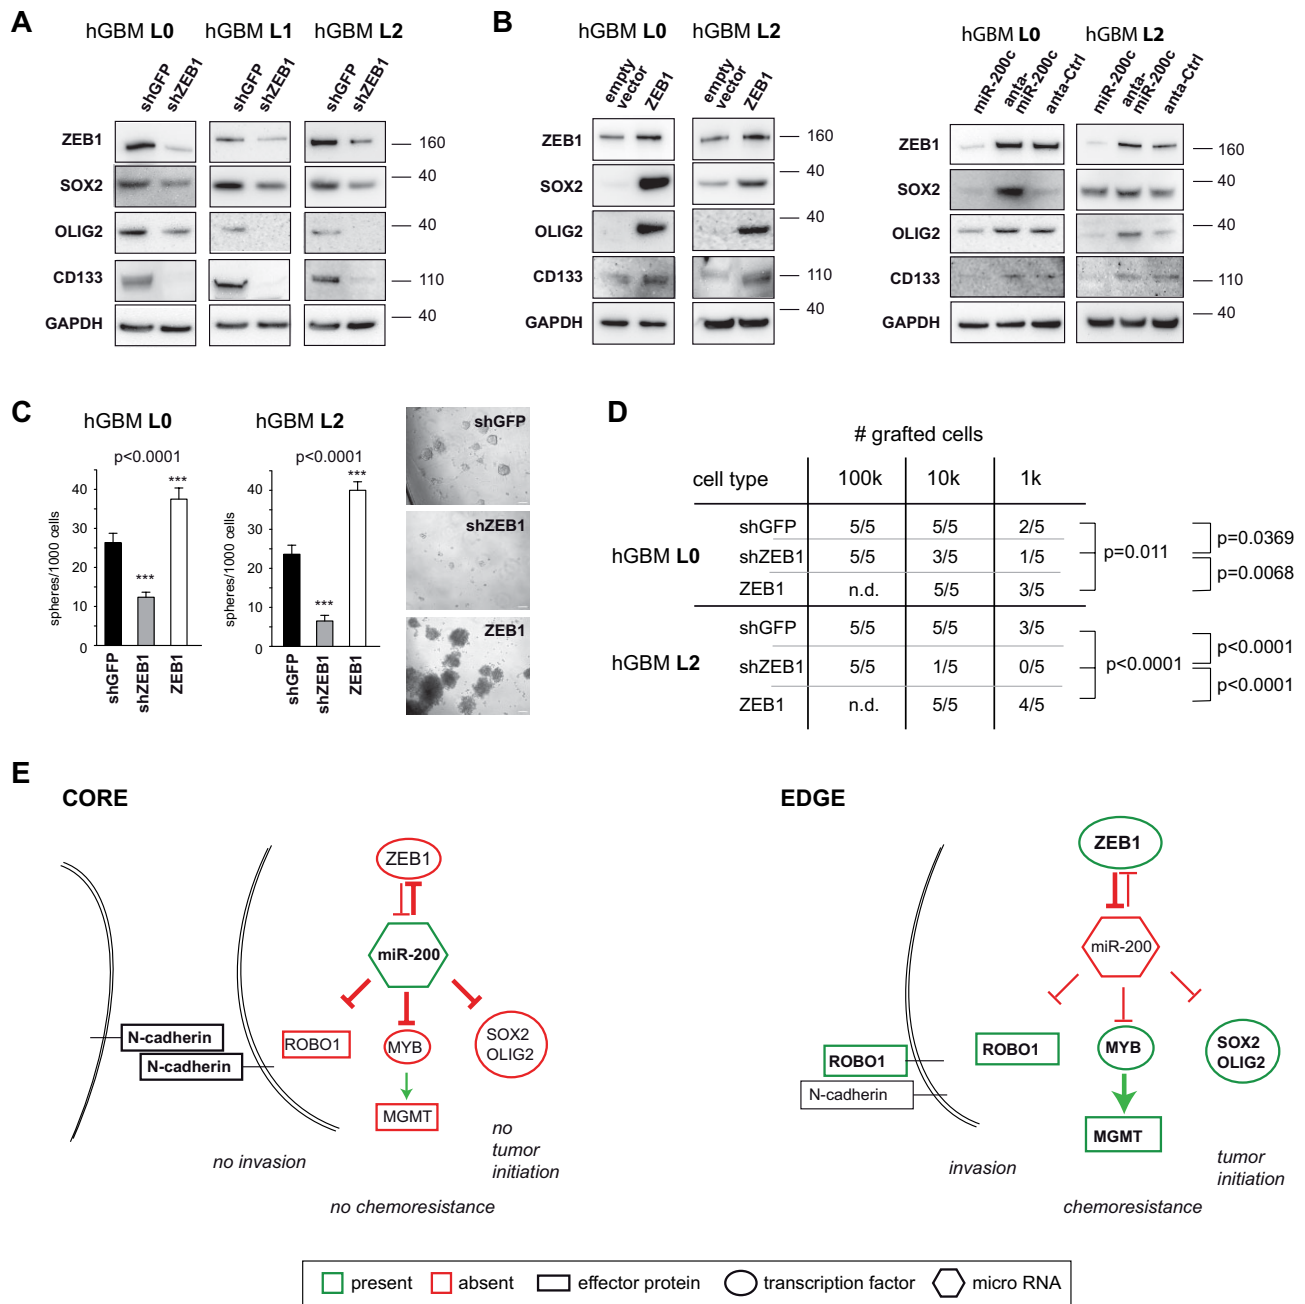 A
hGBM L0
hGBM L1
hGBM L2
shGFP
shZEB1
shGFP
shZEB1
shGFP
shZEB1
ZEB1
160
SOX2
40
OLIG2
40
CD133
110
GAPDH
40
B
hGBM L0
hGBM L2
empty
vector
ZEB1
empty
vector
ZEB1
ZEB1
160
SOX2
40
OLIG2
40
CD133
110
GAPDH
40
hGBM L0
hGBM L2
miR-200c
anta-
miR-200c
anta-Ctrl
miR-200c
anta-
miR-200c
anta-Ctrl
ZEB1
160
SOX2
40
OLIG2
40
CD133
110
GAPDH
40
C
hGBM L0
p<0.0001
spheres/1000 cells
40
30
20
10
0
***
***
shGFP
shZEB1
ZEB1
hGBM L2
p<0.0001
spheres/1000 cells
40
30
20
10
0
***
***
shGFP
shZEB1
ZEB1
shGFP
shZEB1
ZEB1
D
# grafted cells
cell type 100k 10k 1k
hGBM L0
shGFP 5/5 5/5 2/5
shZEB1 5/5 3/5 1/5
ZEB1 n.d. 5/5 3/5
p=0.011
p=0.0369
p=0.0068
hGBM L2
shGFP 5/5 5/5 3/5
shZEB1 5/5 1/5 0/5
ZEB1 n.d. 5/5 4/5
p<0.0001
p<0.0001
p<0.0001
E
CORE
ZEB1
miR-200
N-cadherin
N-cadherin
ROBO1
MYB
SOX2
OLIG2
MGMT
no invasion
no
tumor
initiation
no chemoresistance
EDGE
ZEB1
miR-200
ROBO1
N-cadherin
ROBO1
MYB
SOX2
OLIG2
MGMT
invasion
tumor
initiation
chemoresistance
present
absent
effector protein
transcription factor
micro RNA